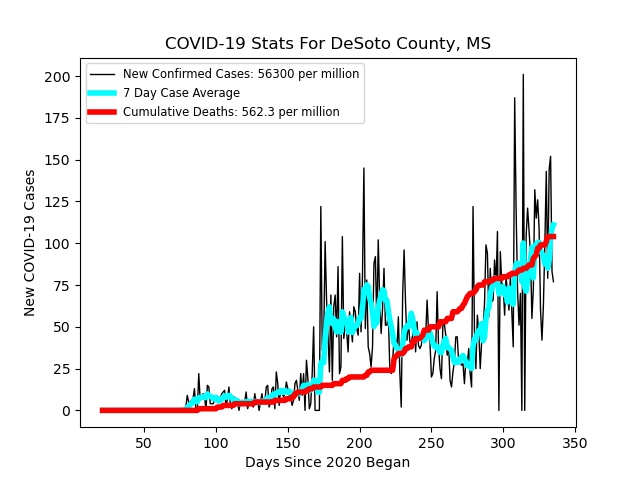 COVID-19 Stats For DeSoto County, MS
New Confirmed Cases: 56300 per million
7 Day Case Average
Cumulative Deaths: 562.3 per million
New COVID-19 Cases
200
175
150
125
100
75
50
25
0
50
100
150
200
250
300
350
Days Since 2020 Began